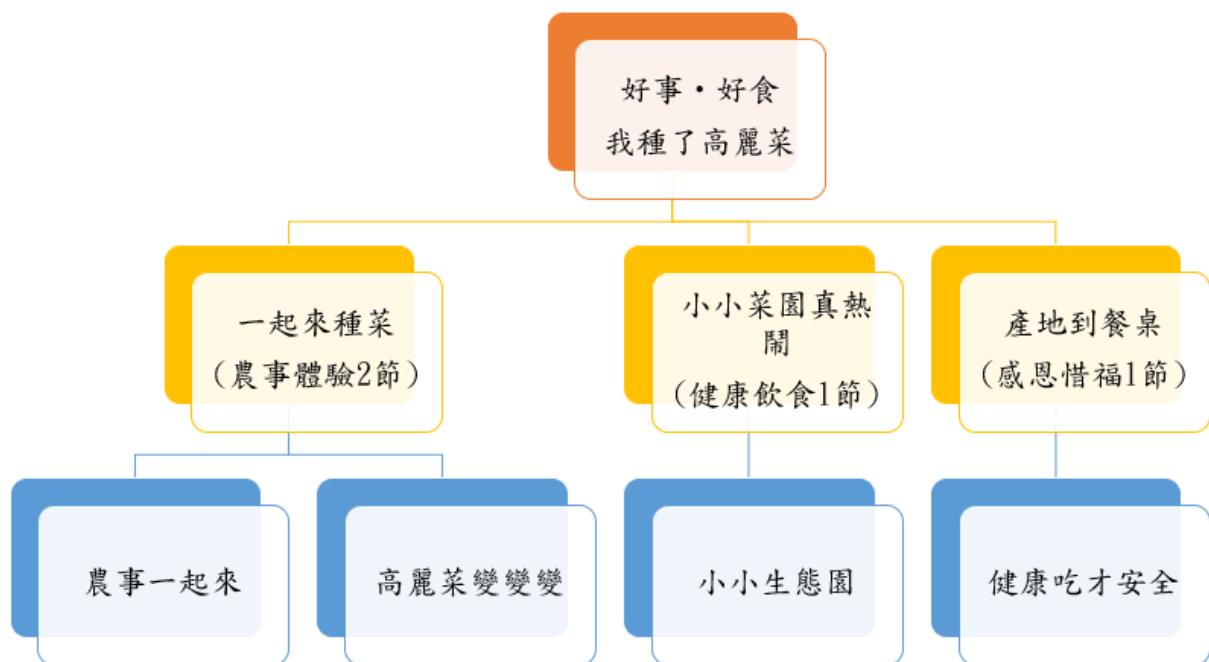 好事・好食
我種了高麗菜
一起來種菜
(農事體驗2節)
小小菜園真熱
鬧
(健康飲食1節)
產地到餐桌
(感恩惜福1節)
農事一起來
高麗菜變變變
小小生態園
健康吃才安全